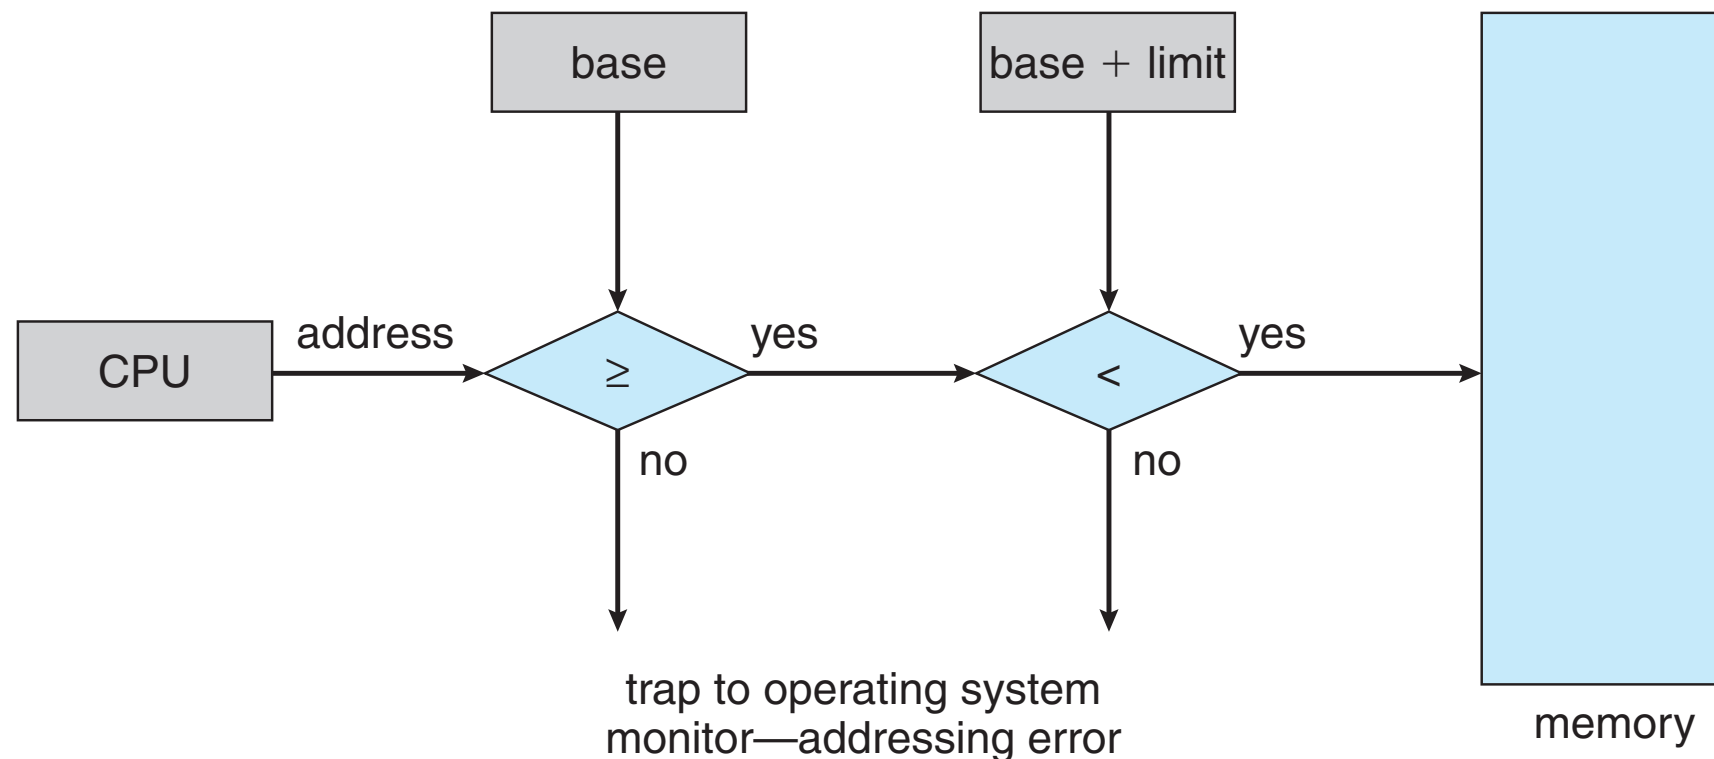 base
base + limit
CPU
address
≥
yes
<
yes
no
no
trap to operating system
monitor—addressing error
memory